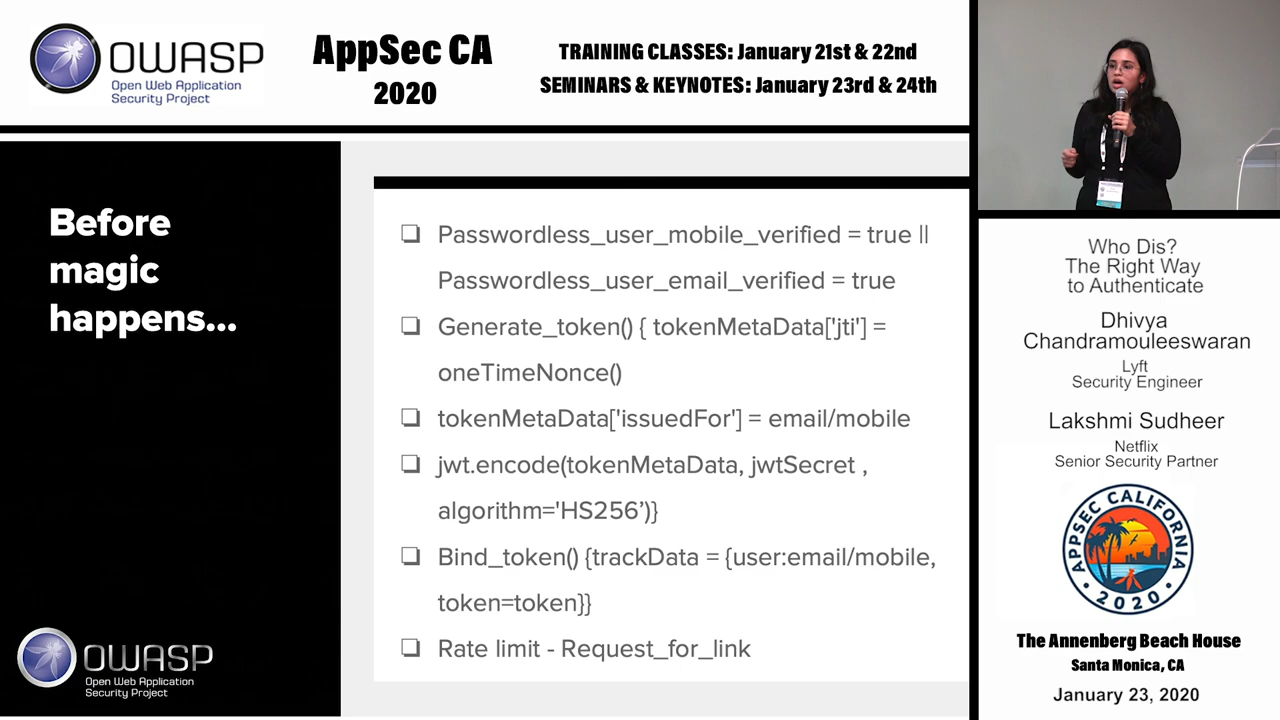 OWASP
Open Web Application
Security Project
AppSec CA
2020
TRAINING CLASSES: January 21st & 22nd
SEMINARS & KEYNOTES: January 23rd & 24th
Before
magic
happens...
❏ Passwordless_user_mobile_verified = true ||
Passwordless_user_email_verified = true
❏ Generate_token() { tokenMetaData['jti'] =
oneTimeNonce()
❏ tokenMetaData['issuedFor'] = email/mobile
❏ jwt.encode(tokenMetaData, jwtSecret ,
algorithm='HS256’)}
❏ Bind_token() {trackData = {user:email/mobile,
token=token}}
❏ Rate limit - Request_for_link
OWASP
Open Web Application
Security Project
Who Dis?
The Right Way
to Authenticate
Dhivya
Chandramouleeswaran
Lyft
Security Engineer
Lakshmi Sudheer
Netflix
Senior Security Partner
APPSEC CALIFORNIA
• 2020 •
The Annenberg Beach House
Santa Monica, CA
January 23, 2020